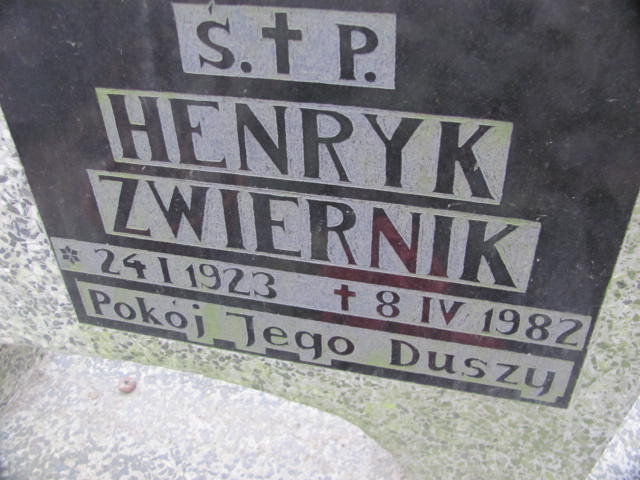 Ś. † P.
HENRYK
ZWIERNIK
* 24 I 1923 † 8 IV 1982
Pokój Jego Duszy